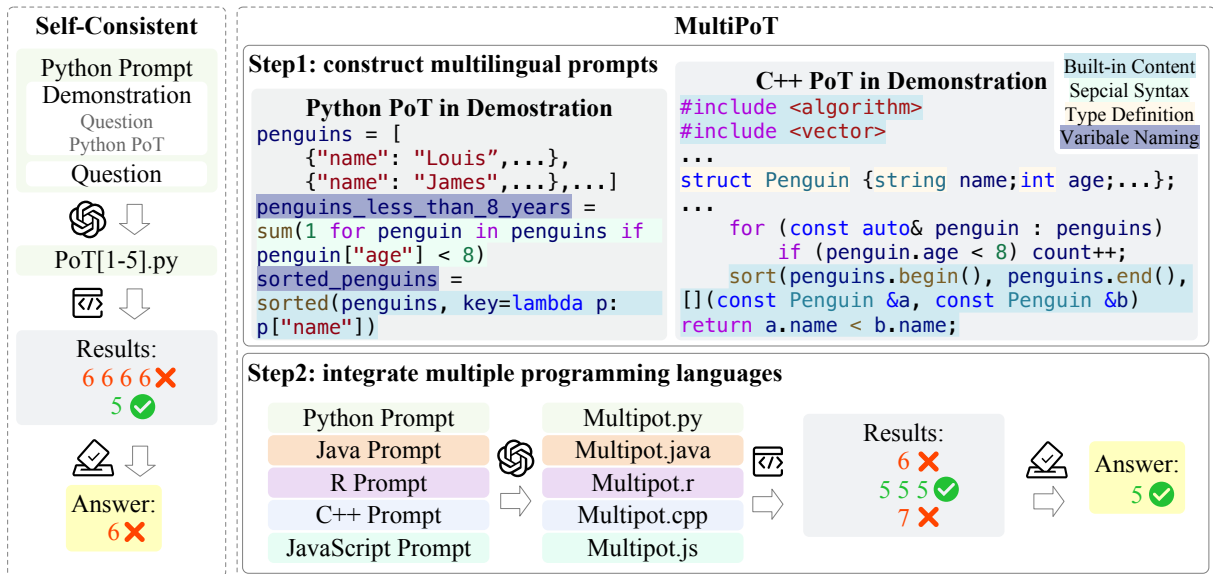 Self-Consistent
Python Prompt
Demonstration
Question
Python PoT
Question
PoT[1-5].py
Results:
6 6 6 6
5
Answer:
6
MultiPoT
Step1: construct multilingual prompts
Python PoT in Demostration
penguins = [
{"name": "Louis”,...},
{"name": "James",...},...]
penguins_less_than_8_years =
sum(1 for penguin in penguins if
penguin["age"] < 8)
sorted_penguins =
sorted(penguins, key=lambda p:
p["name"])
C++ PoT in Demonstration
#include <algorithm>
#include <vector>
...
struct Penguin {string name;int age;...};
...
for (const auto& penguin : penguins)
if (penguin.age < 8) count++;
sort(penguins.begin(), penguins.end(),
[](const Penguin &a, const Penguin &b)
return a.name < b.name;
Built-in Content
Sepcial Syntax
Type Definition
Varibale Naming
Step2: integrate multiple programming languages
Python Prompt
Java Prompt
R Prompt
C++ Prompt
JavaScript Prompt
Multipot.py
Multipot.java
Multipot.r
Multipot.cpp
Multipot.js
Results:
6
5 5 5
7
Answer:
5